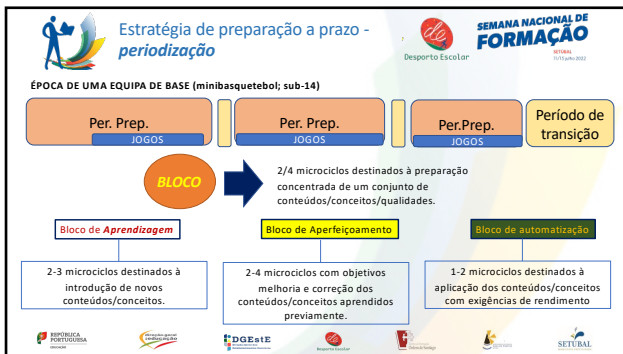 Estratégia de preparação a prazo -
periodização
Desporto Escolar
SEMANA NACIONAL DE
FORMAÇÃO
SETÚBAL
11/15 julho 2022
ÉPOCA DE UMA EQUIPA DE BASE (minibasquetebol; sub-14)
Per. Prep.
JOGOS
Per. Prep.
JOGOS
Per.Prep.
JOGOS
Período de
transição
BLOCO
2/4 microciclos destinados à preparação
concentrada de um conjunto de
conteúdos/conceitos/qualidades.
Bloco de Aprendizagem
Bloco de Aperfeiçoamento
Bloco de automatização
2-3 microciclos destinados à
introdução de novos
conteúdos/conceitos.
2-4 microciclos com objetivos
melhoria e correção dos
conteúdos/conceitos aprendidos
previamente.
1-2 microciclos destinados à
aplicação dos conteúdos/conceitos
com exigências de rendimento
REPÚBLICA
PORTUGUESA
EDUCAÇÃO
DGEstE
Desporto Escolar
SETÚBAL